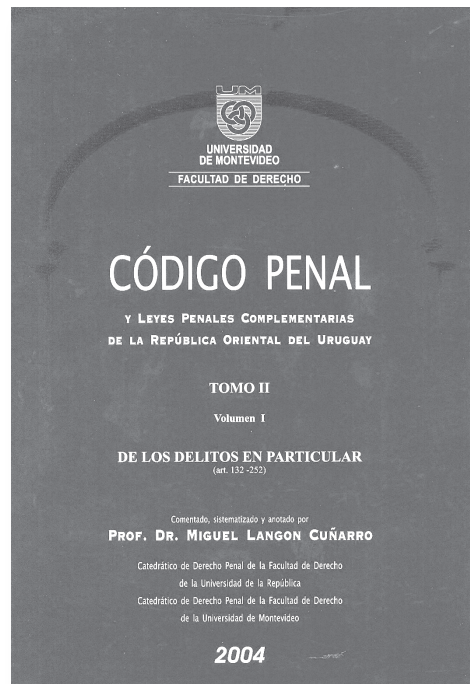 UM
UNIVERSIDAD
DE MONTEVIDEO
FACULTAD DE DERECHO
CÓDIGO PENAL
Y LEYES PENALES COMPLEMENTARIAS
DE LA REPÚBLICA ORIENTAL DEL URUGUAY
TOMO II
Volumen I
DE LOS DELITOS EN PARTICULAR
(art. 132 -252)
Comentado, sistematizado y anotado por
PROF. DR. MIGUEL LANGON CUÑARRO
Catedrático de Derecho Penal de la Facultad de Derecho
de la Universidad de la República
Catedrático de Derecho Penal de la Facultad de Derecho
de la Universidad de Montevideo
2004